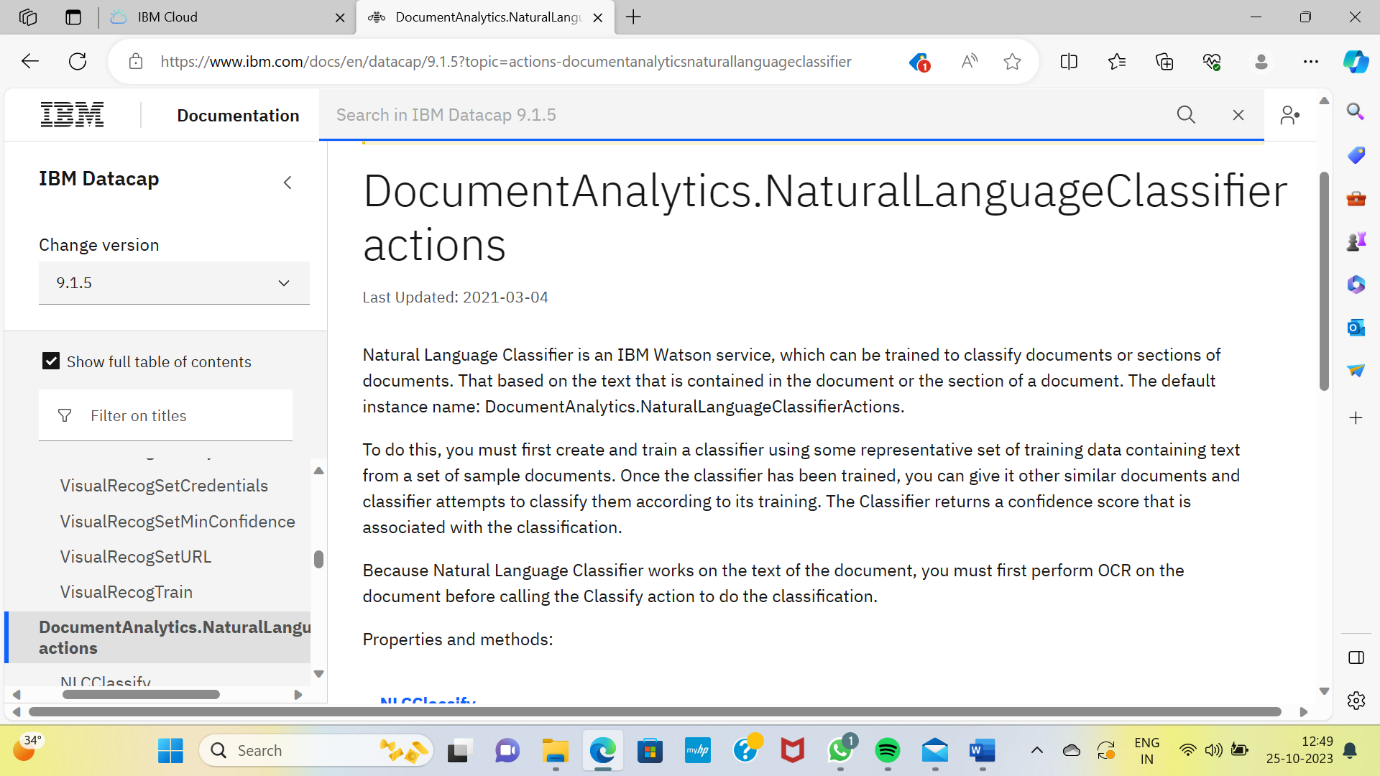 IBM Cloud
DocumentAnalytics.NaturalLangu
https://www.ibm.com/docs/en/datacap/9.1.5?topic=actions-documentanalyticsnaturallanguageclassifier
1
IBM
Documentation
Search in IBM Datacap 9.1.5
IBM Datacap
Change version
9.1.5
Show full table of contents
Filter on titles
VisualRecogSetCredentials
VisualRecogSetMinConfidence
VisualRecogSetURL
VisualRecogTrain
DocumentAnalytics.NaturalLangu
actions
NLCClassify
DocumentAnalytics.NaturalLanguageClassifier
actions
Last Updated: 2021-03-04
Natural Language Classifier is an IBM Watson service, which can be trained to classify documents or sections of
documents. That based on the text that is contained in the document or the section of a document. The default
instance name: DocumentAnalytics.NaturalLanguageClassifierActions.
To do this, you must first create and train a classifier using some representative set of training data containing text
from a set of sample documents. Once the classifier has been trained, you can give it other similar documents and
classifier attempts to classify them according to its training. The Classifier returns a confidence score that is
associated with the classification.
Because Natural Language Classifier works on the text of the document, you must first perform OCR on the
document before calling the Classify action to do the classification.
Properties and methods:
NLCClassify
34°
Search
myhp
1
ENG
IN
12:49
25-10-2023